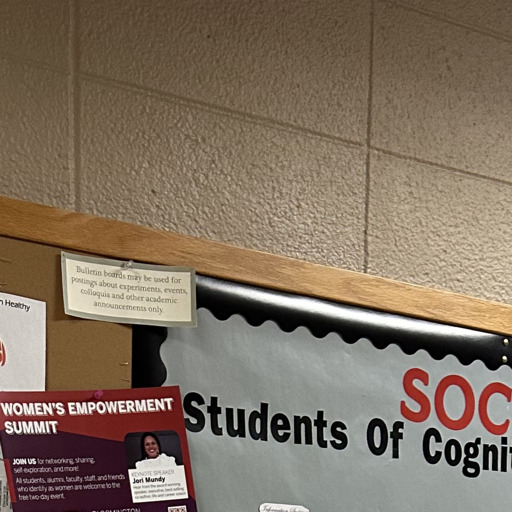 Bulletin boards may be used for
postings about experiments, events,
colloquia and other academic
announcements only.
n Healthy
WOMEN'S EMPOWERMENT
SUMMIT
JOIN US for networking, sharing,
self-exploration, and more!
All students, alumni, faculty, staff, and friends
who identify as women are welcome to the
free two-day event.
KEYNOTE SPEAKER
Jori Mundy
SOC
Students Of Cognit